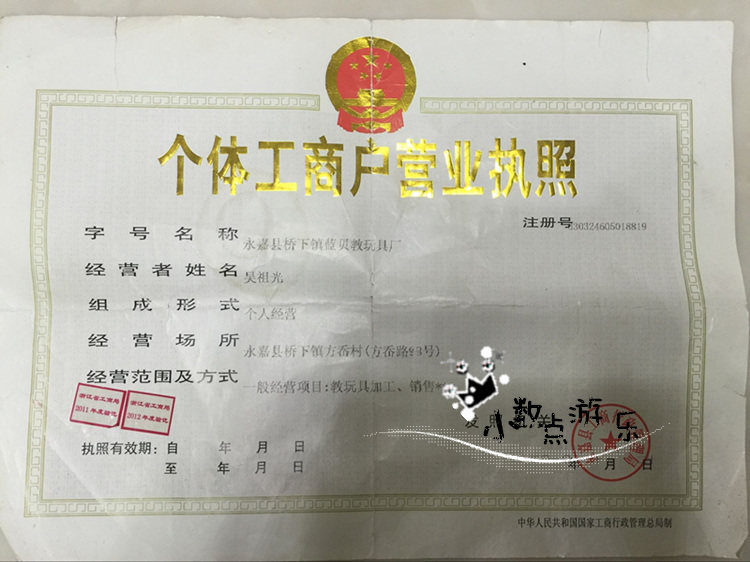 个体工商户营业执照
注册号 330324605018819
字号名称 永嘉县桥下镇蓝贝教玩具厂
经营者姓名 吴祖光
组成形式 个人经营
经营场所 永嘉县桥下镇方岙村(方岙路 号)
经营范围及方式 一般经营项目:教玩具加工、销售
浙江省工商局 2011年度验讫
浙江省工商局 2012年度验讫
小数点游乐
执照有效期:自 年 月 日
至 年 月 日
年 月 日
中华人民共和国国家工商行政管理总局制